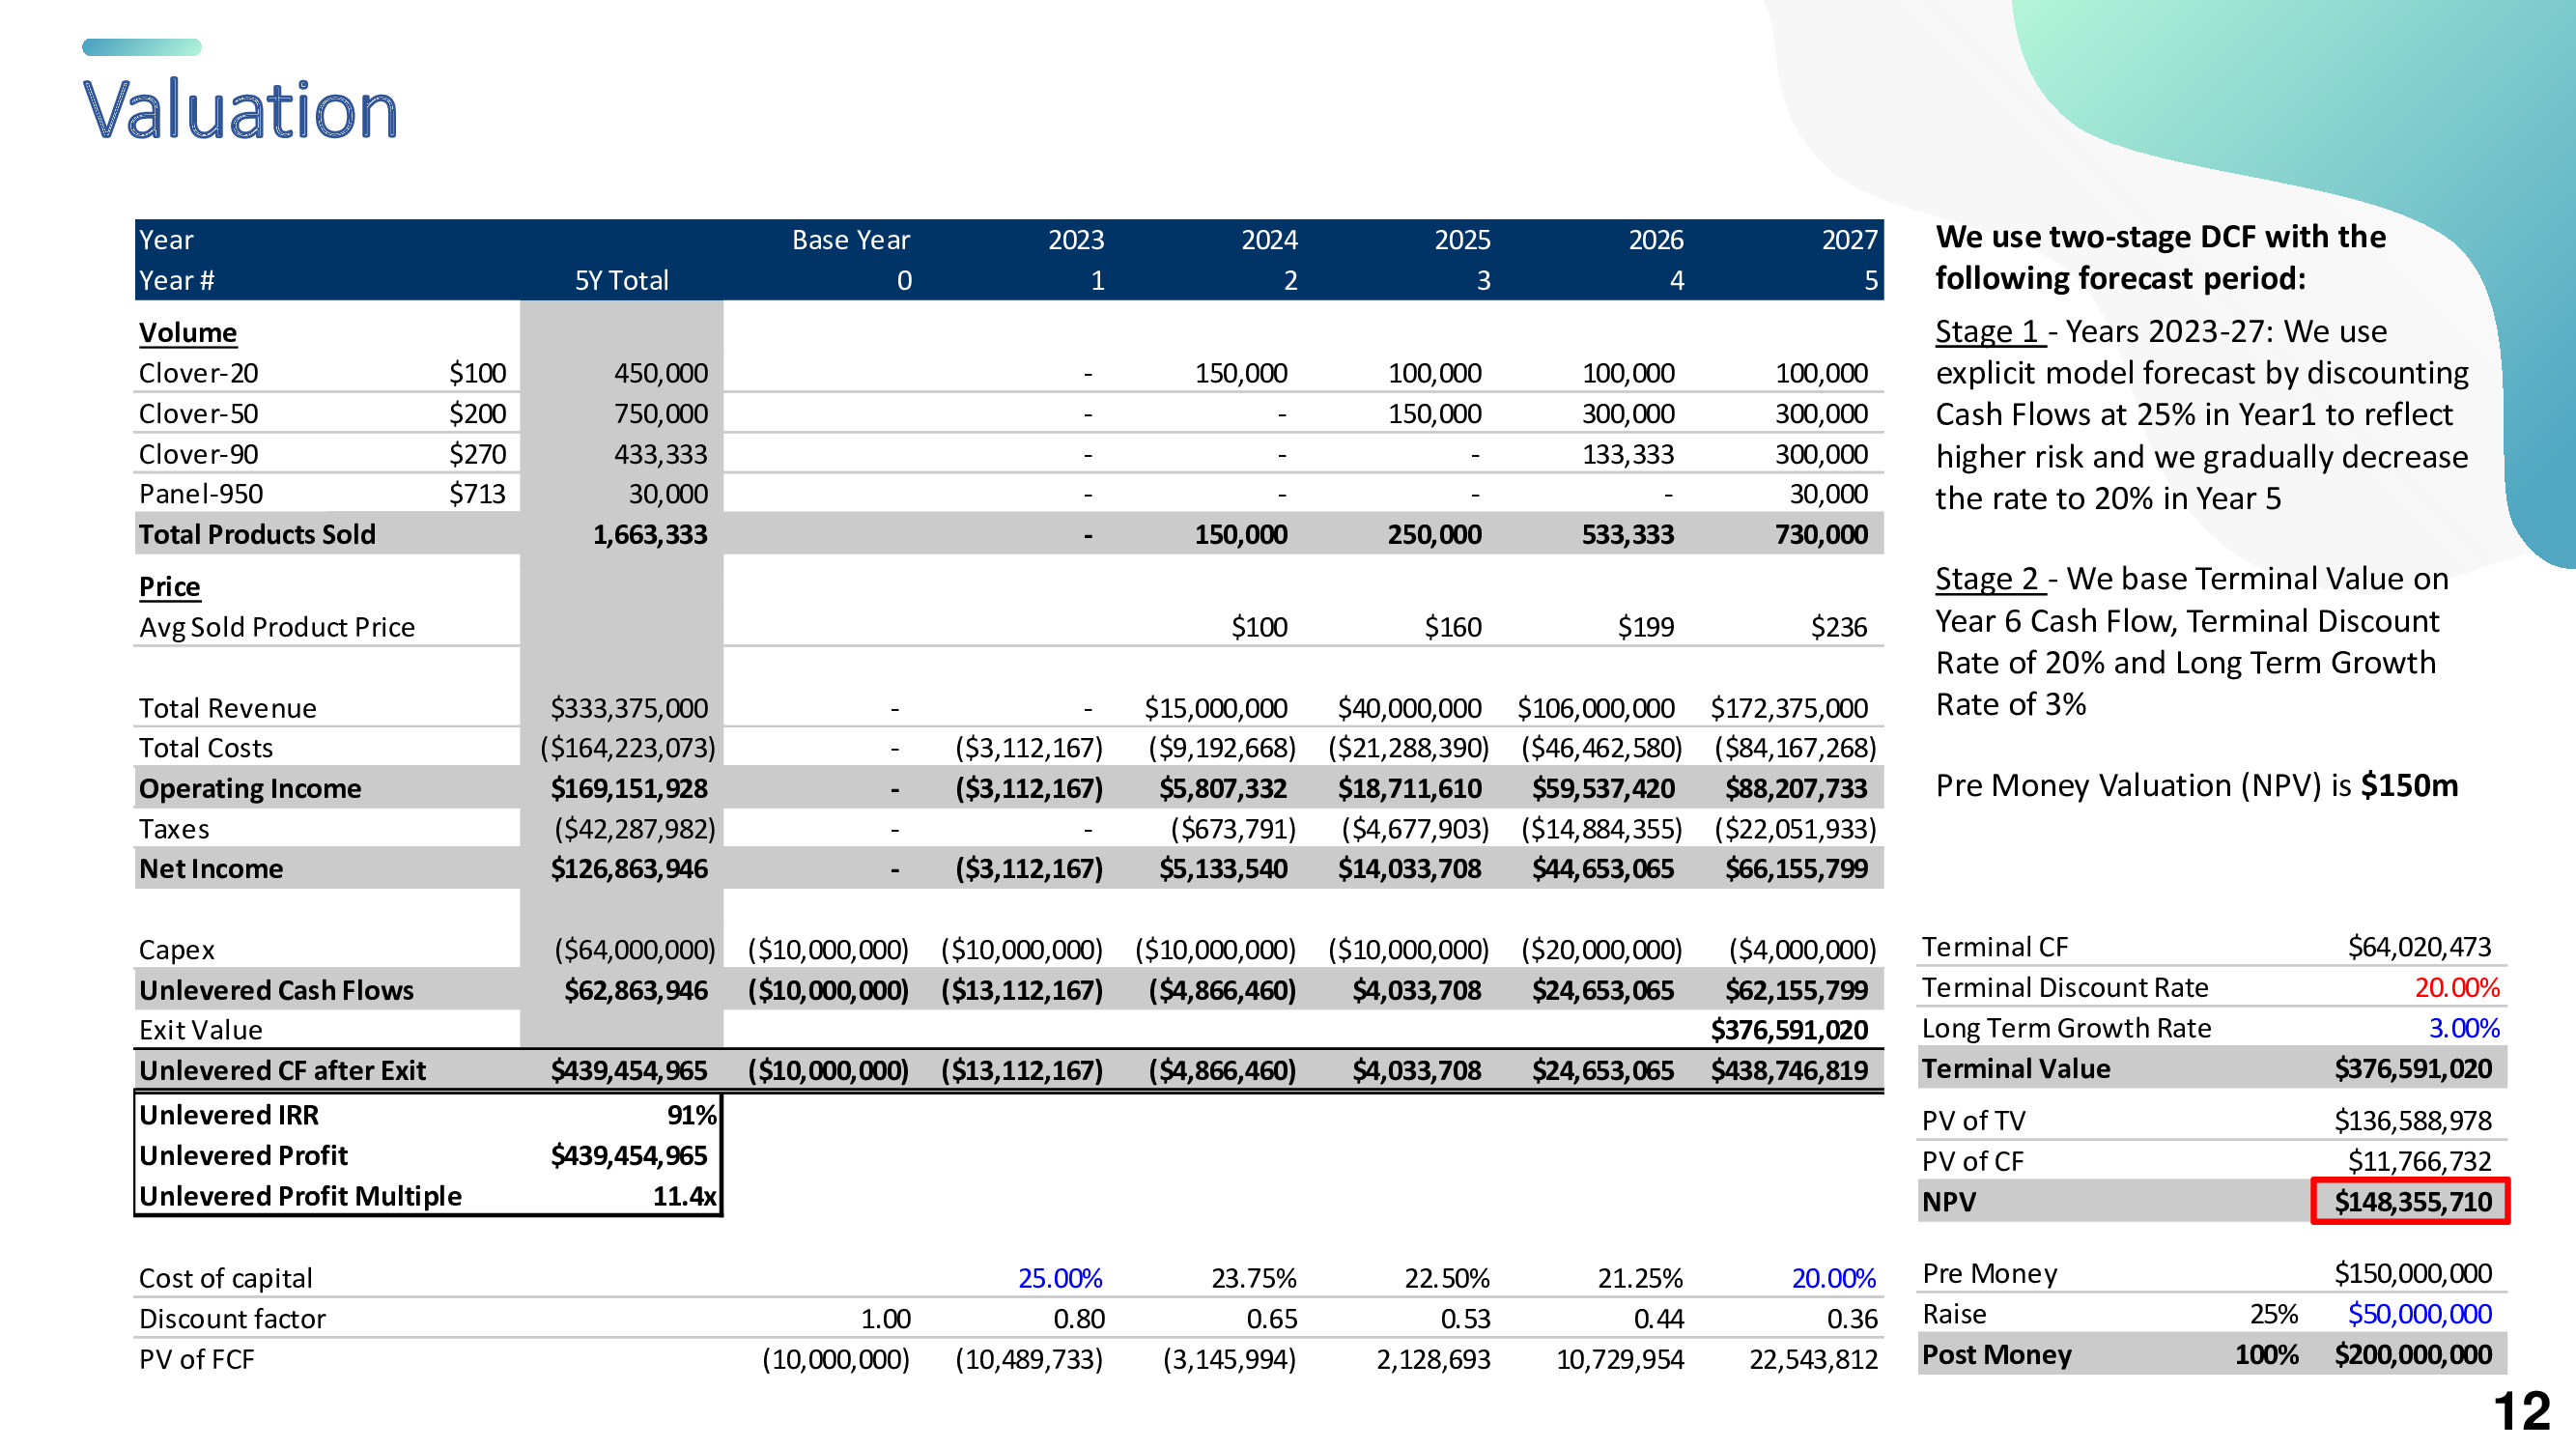 Valuation
Year Base Year 2023 2024 2025 2026 2027
Year # 5Y Total 0 1 2 3 4 5
Volume
Clover-20 $100 450,000 - 150,000 100,000 100,000 100,000
Clover-50 $200 750,000 - - 150,000 300,000 300,000
Clover-90 $270 433,333 - - - 133,333 300,000
Panel-950 $713 30,000 - - - - 30,000
Total Products Sold 1,663,333 - 150,000 250,000 533,333 730,000
Price
Avg Sold Product Price $100 $160 $199 $236
Total Revenue $333,375,000 - - $15,000,000 $40,000,000 $106,000,000 $172,375,000
Total Costs ($164,223,073) - ($3,112,167) ($9,192,668) ($21,288,390) ($46,462,580) ($84,167,268)
Operating Income $169,151,928 - ($3,112,167) $5,807,332 $18,711,610 $59,537,420 $88,207,733
Taxes ($42,287,982) - - ($673,791) ($4,677,903) ($14,884,355) ($22,051,933)
Net Income $126,863,946 - ($3,112,167) $5,133,540 $14,033,708 $44,653,065 $66,155,799
Capex ($64,000,000) ($10,000,000) ($10,000,000) ($10,000,000) ($10,000,000) ($20,000,000) ($4,000,000)
Unlevered Cash Flows $62,863,946 ($10,000,000) ($13,112,167) ($4,866,460) $4,033,708 $24,653,065 $62,155,799
Exit Value $376,591,020
Unlevered CF after Exit $439,454,965 ($10,000,000) ($13,112,167) ($4,866,460) $4,033,708 $24,653,065 $438,746,819
Unlevered IRR 91%
Unlevered Profit $439,454,965
Unlevered Profit Multiple 11.4x
Cost of capital 25.00% 23.75% 22.50% 21.25% 20.00%
Discount factor 1.00 0.80 0.65 0.53 0.44 0.36
PV of FCF (10,000,000) (10,489,733) (3,145,994) 2,128,693 10,729,954 22,543,812
We use two-stage DCF with the
following forecast period:
Stage 1 - Years 2023-27: We use
explicit model forecast by discounting
Cash Flows at 25% in Year1 to reflect
higher risk and we gradually decrease
the rate to 20% in Year 5
Stage 2 - We base Terminal Value on
Year 6 Cash Flow, Terminal Discount
Rate of 20% and Long Term Growth
Rate of 3%
Pre Money Valuation (NPV) is $150m
Terminal CF $64,020,473
Terminal Discount Rate 20.00%
Long Term Growth Rate 3.00%
Terminal Value $376,591,020
PV of TV $136,588,978
PV of CF $11,766,732
NPV $148,355,710
Pre Money $150,000,000
Raise 25% $50,000,000
Post Money 100% $200,000,000
12